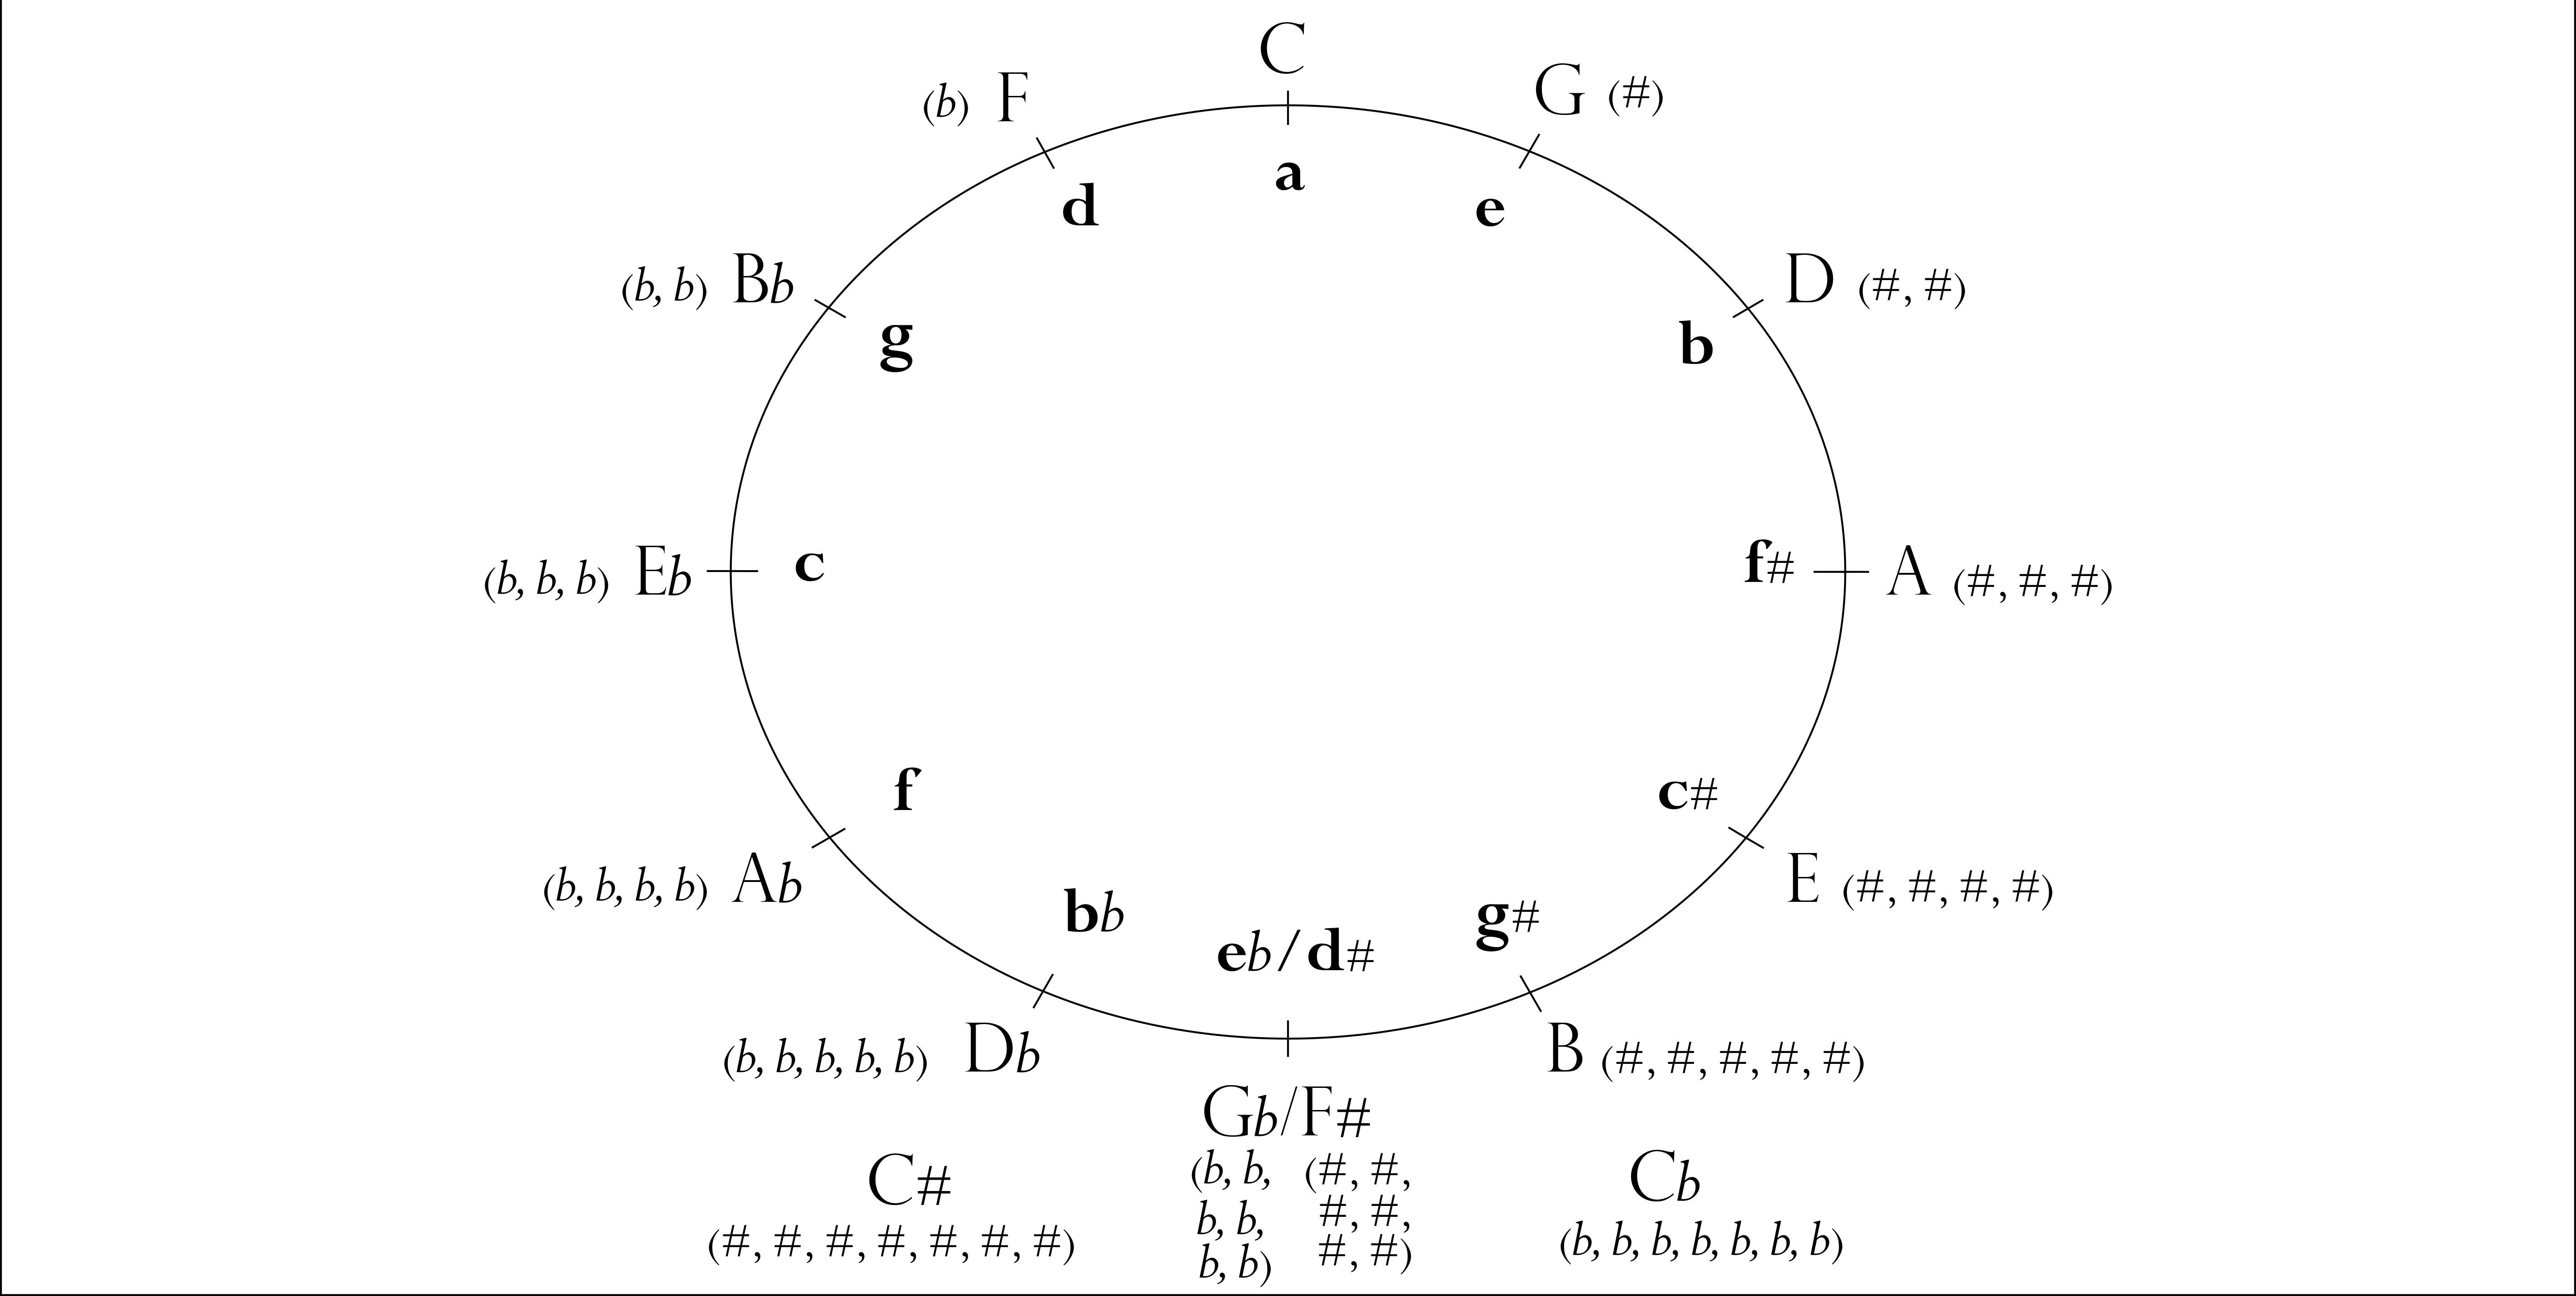 C
(b) F
G (#)
d
a
e
(b, b) Bb
D (#, #)
g
b
(b, b, b) Eb
c
f#
A (#, #, #)
f
c#
(b, b, b, b) Ab
E (#, #, #, #)
bb
eb/d#
g#
(b, b, b, b, b) Db
B (#, #, #, #, #)
Gb/F#
(b, b,
b, b,
b, b)
(#, #,
#, #,
#, #)
C#
(#, #, #, #, #, #, #)
Cb
(b, b, b, b, b, b, b)